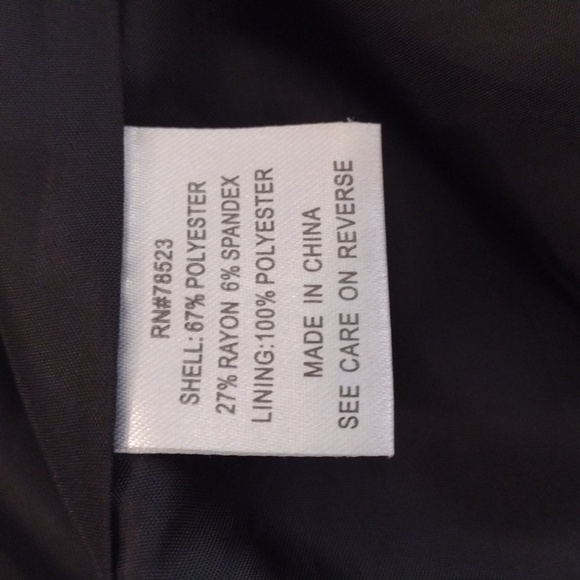 RN#78523
SHELL: 67% POLYESTER
27% RAYON 6% SPANDEX
LINING:100% POLYESTER
MADE IN CHINA
SEE CARE ON REVERSE